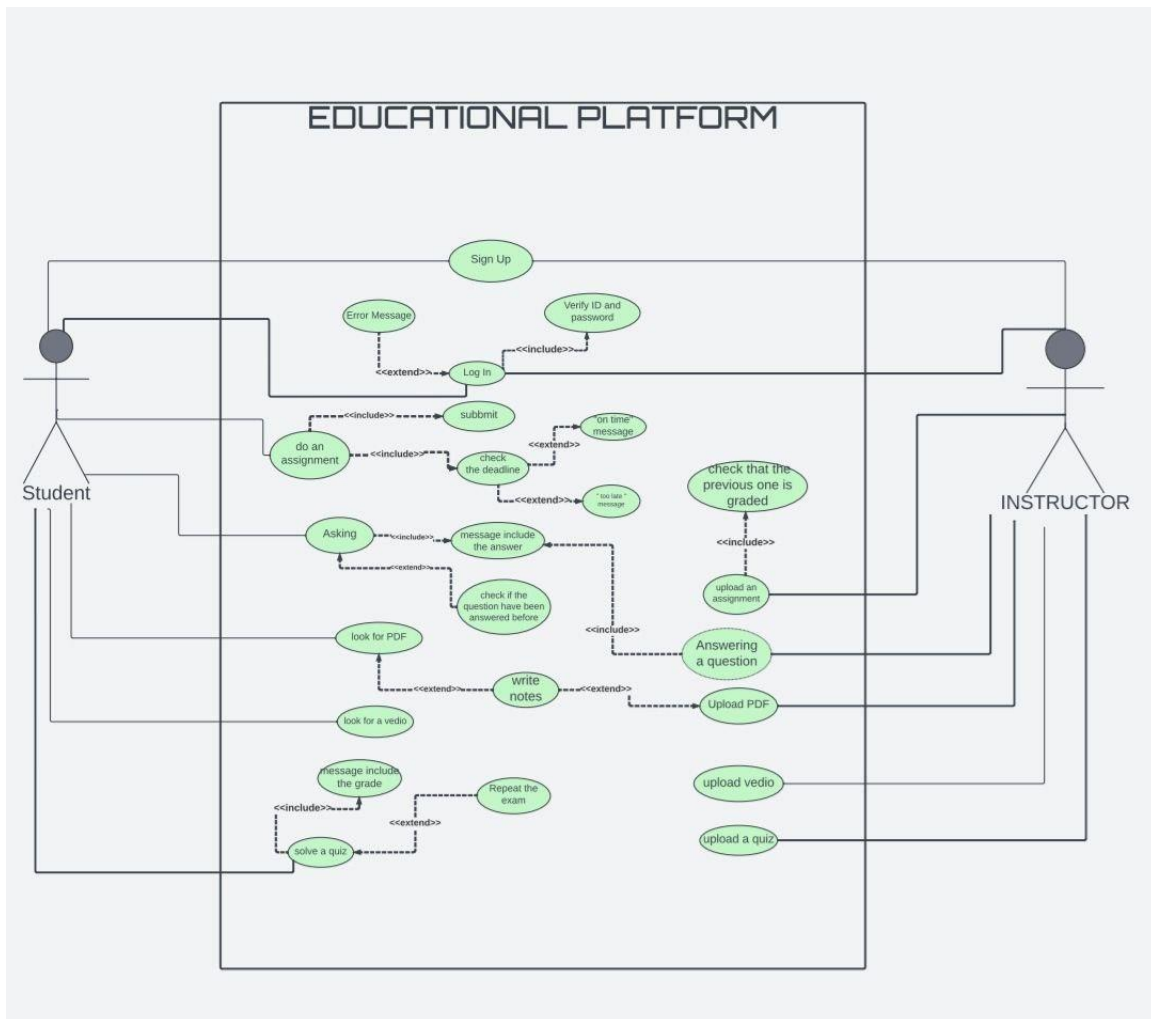 EDUCATIONAL PLATFORM
Sign Up
Error Message
Verify ID and
password
<<include>>
<<extend>>
Log In
<<include>>
subbmit
"on time"
message
do an
assignment
<<include>>
check
the deadline
<<extend>>
<<extend>>
" too late "
message
check that the
previous one is
graded
Student
INSTRUCTOR
Asking
<<include>>
message include
the answer
<<include>>
<<extend>>
check if the
question have been
answered before
upload an
assignment
<<include>>
Answering
a question
look for PDF
<<extend>>
write
notes
<<extend>>
Upload PDF
look for a vedio
message include
the grade
<<include>>
Repeat the
exam
<<extend>>
upload vedio
solve a quiz
upload a quiz